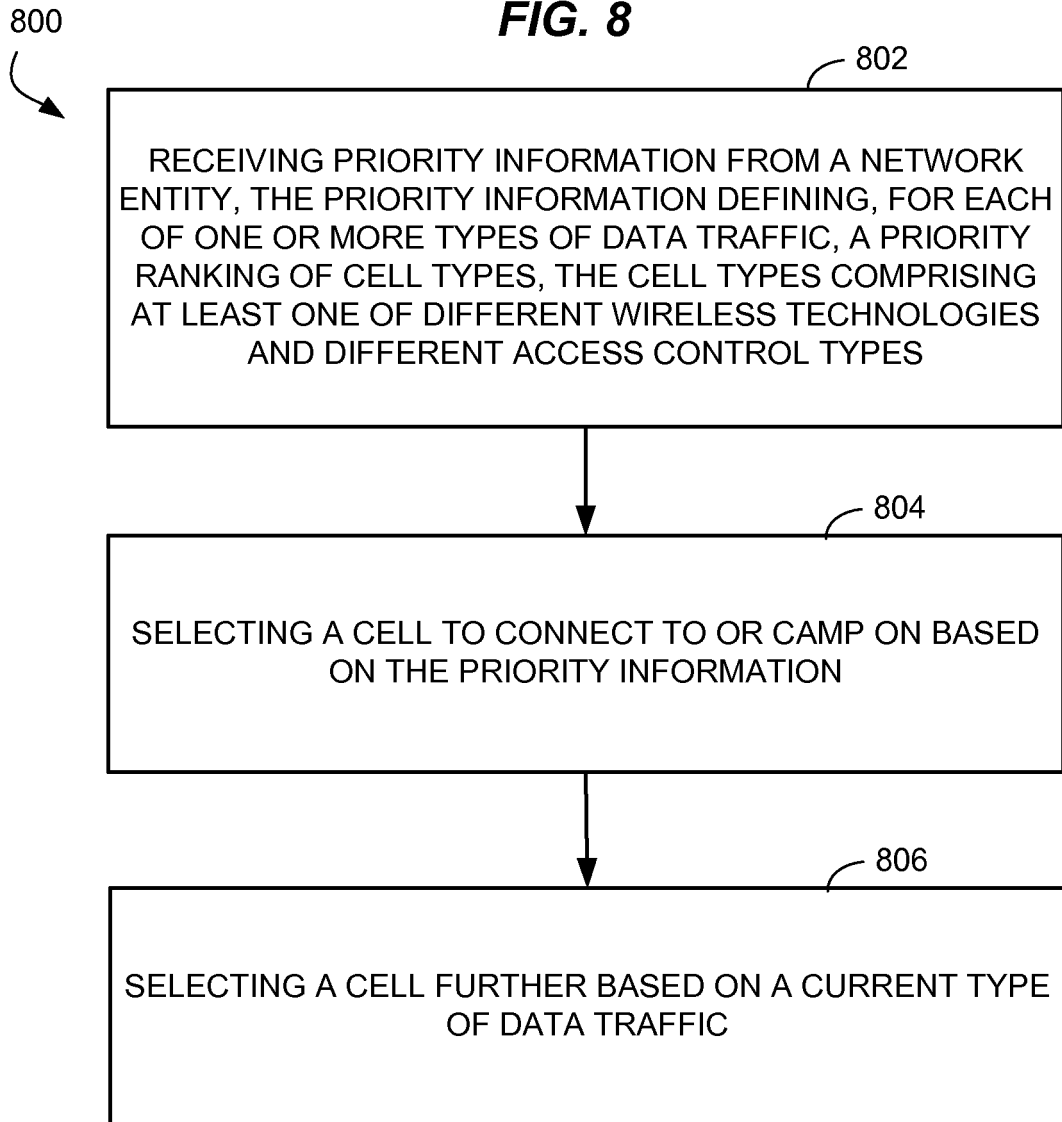 800
FIG. 8
802
RECEIVING PRIORITY INFORMATION FROM A NETWORK
ENTITY, THE PRIORITY INFORMATION DEFINING, FOR EACH
OF ONE OR MORE TYPES OF DATA TRAFFIC, A PRIORITY
RANKING OF CELL TYPES, THE CELL TYPES COMPRISING
AT LEAST ONE OF DIFFERENT WIRELESS TECHNOLOGIES
AND DIFFERENT ACCESS CONTROL TYPES
804
SELECTING A CELL TO CONNECT TO OR CAMP ON BASED
ON THE PRIORITY INFORMATION
806
SELECTING A CELL FURTHER BASED ON A CURRENT TYPE
OF DATA TRAFFIC